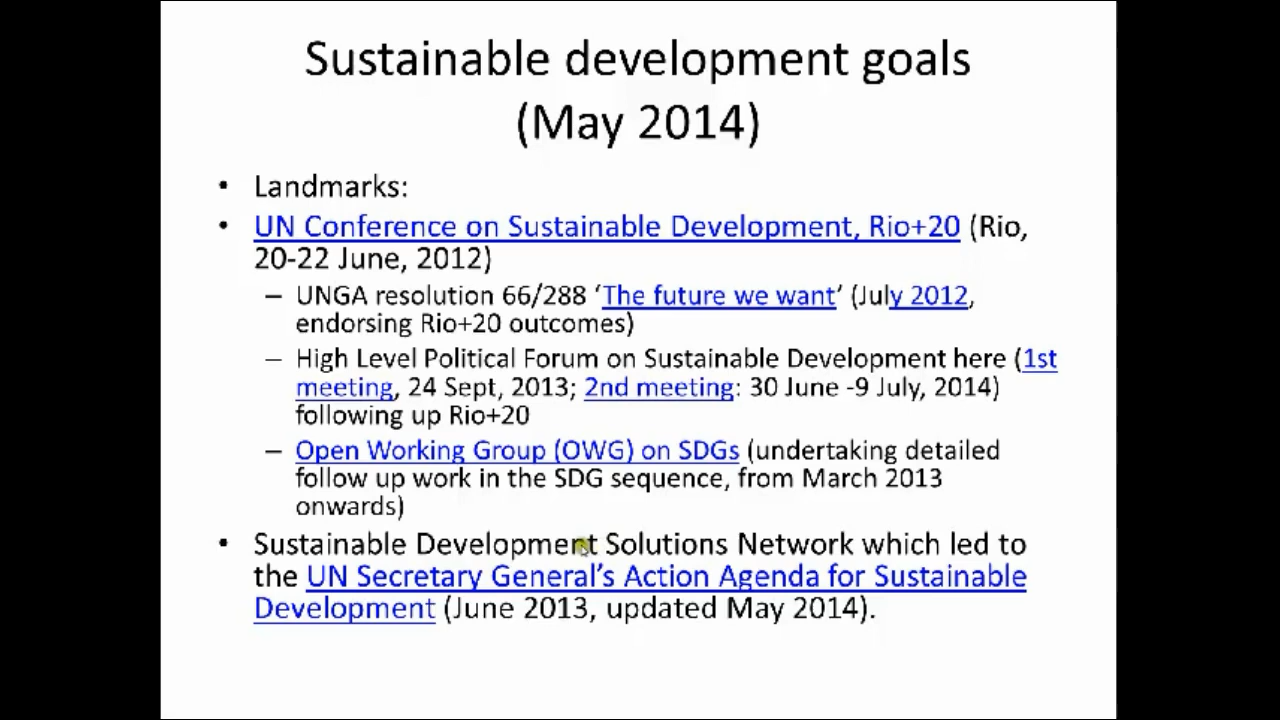 Sustainable development goals
(May 2014)
• Landmarks:
• UN Conference on Sustainable Development, Rio+20 (Rio,
20-22 June, 2012)
– UNGA resolution 66/288 ‘The future we want’ (July 2012,
endorsing Rio+20 outcomes)
– High Level Political Forum on Sustainable Development here (1st
meeting, 24 Sept, 2013; 2nd meeting: 30 June -9 July, 2014)
following up Rio+20
– Open Working Group (OWG) on SDGs (undertaking detailed
follow up work in the SDG sequence, from March 2013
onwards)
• Sustainable Development Solutions Network which led to
the UN Secretary General’s Action Agenda for Sustainable
Development (June 2013, updated May 2014).